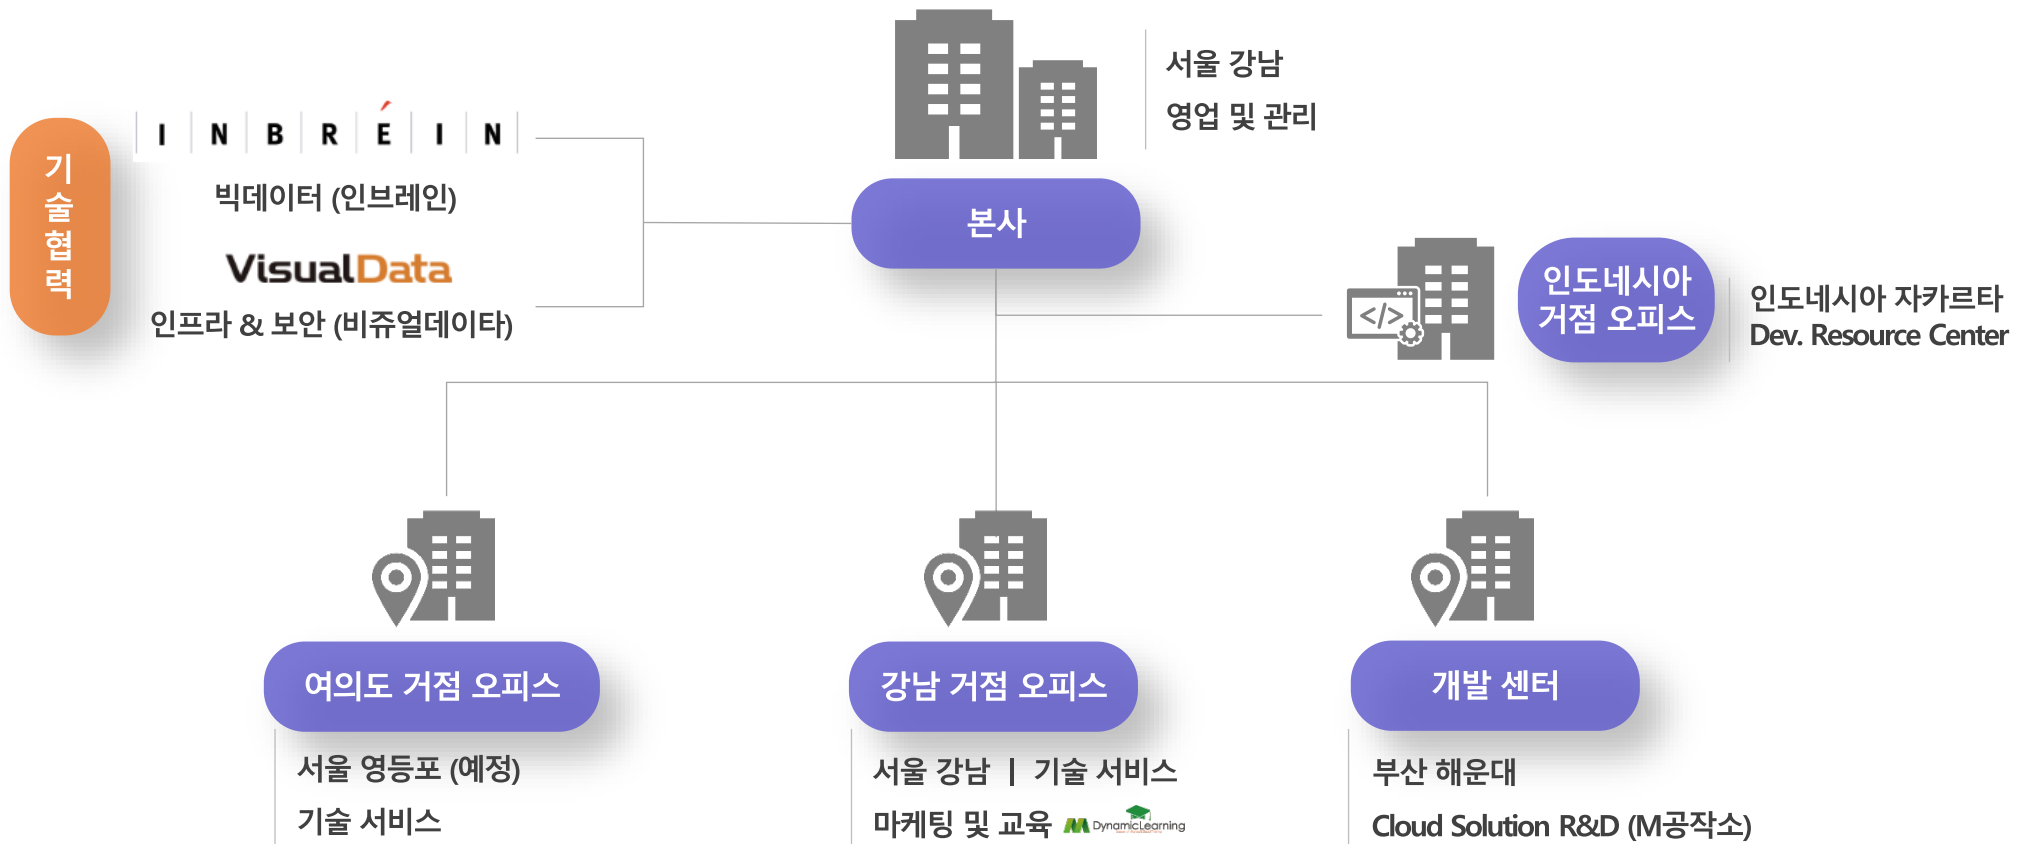 기술협력
INBRÉIN
빅데이터 (인브레인)
VisualData
인프라 & 보안 (비쥬얼데이타)
서울 강남
영업 및 관리
본사
인도네시아
거점 오피스
인도네시아 자카르타
Dev. Resource Center
여의도 거점 오피스
서울 영등포 (예정)
기술 서비스
강남 거점 오피스
서울 강남 | 기술 서비스
마케팅 및 교육 DynamicLearning
개발 센터
부산 해운대
Cloud Solution R&D (M공작소)